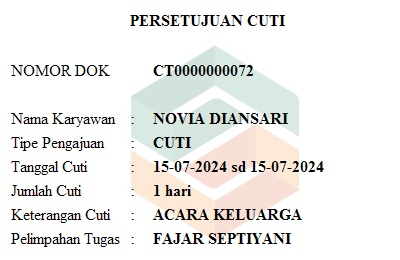 PERSETUJUAN CUTI
NOMOR DOK CT0000000072
Nama Karyawan : NOVIA DIANSARI
Tipe Pengajuan : CUTI
Tanggal Cuti : 15-07-2024 sd 15-07-2024
Jumlah Cuti : 1 hari
Keterangan Cuti : ACARA KELUARGA
Pelimpahan Tugas : FAJAR SEPTIYANI